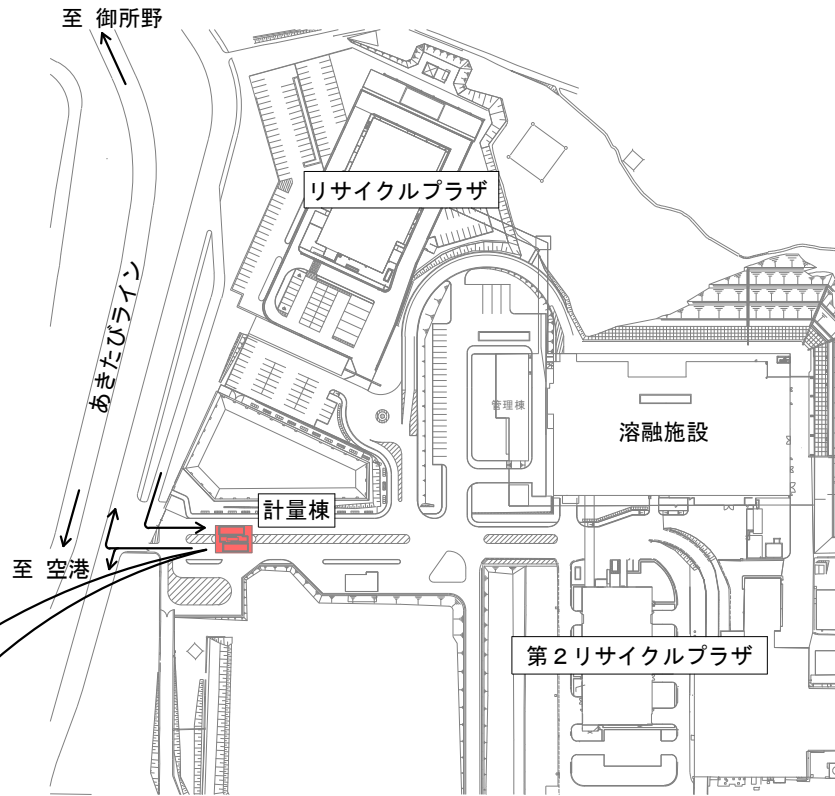 至 御所野
リサイクルプラザ
あきたびライン
管理棟
溶融施設
計量棟
至 空港
第２リサイクルプラザ